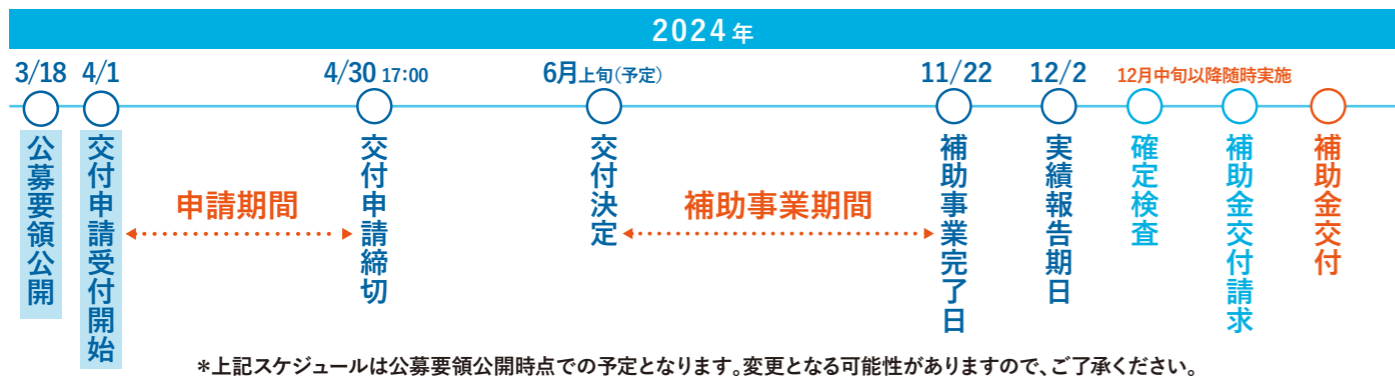 2024年
3/18
4/1
4/30 17:00
6月上旬(予定)
11/22
12/2
12月中旬以降随時実施
公募要領公開
交付申請受付開始
申請期間
交付申請締切
交付決定
補助事業期間
補助事業完了日
実績報告期日
確定検査
補助金交付請求
補助金交付
*上記スケジュールは公募要領公開時点での予定となります。変更となる可能性がありますので、ご了承ください。